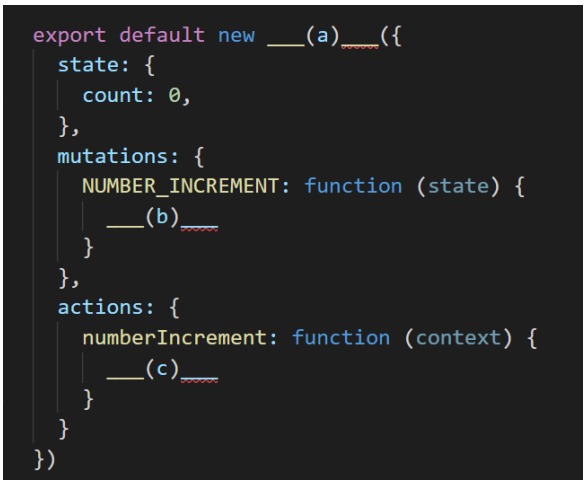 export default new ___(a)___({
state: {
count: 0,
},
mutations: {
NUMBER_INCREMENT: function (state) {
___(b)___
}
},
actions: {
numberIncrement: function (context) {
___(c)___
}
}
})